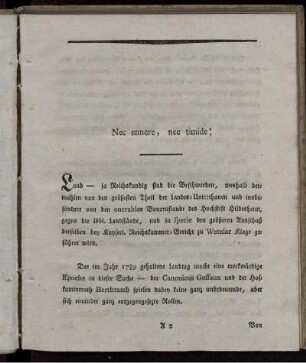 Nec temere, nec timide!
Land — ja Reichskundig sind die Beschwerden, weshalb der-
mahlen von den größesten Theil der Landes-Unterthanen und insbe-
sondere von den onerablen Bauernstande des Hochstift Hildesheim,
gegen die löbl. Landstände, und in specie den größeren Ausschuß
derselben bey Kayserl. Reichskammer-Gericht zu Wetzlar Klage ge-
führet wird.
Der im Jahr 1789 gehaltene Landtag macht eine merkwürdige
Epoche in dieser Sache — der Canonicus Goffaux und der Hof-
kammerrath Beerbrauth spielen dabey keine ganz unbedeutende, aber
sich einander ganz entgegengesetzte Rollen.
A 2 Von